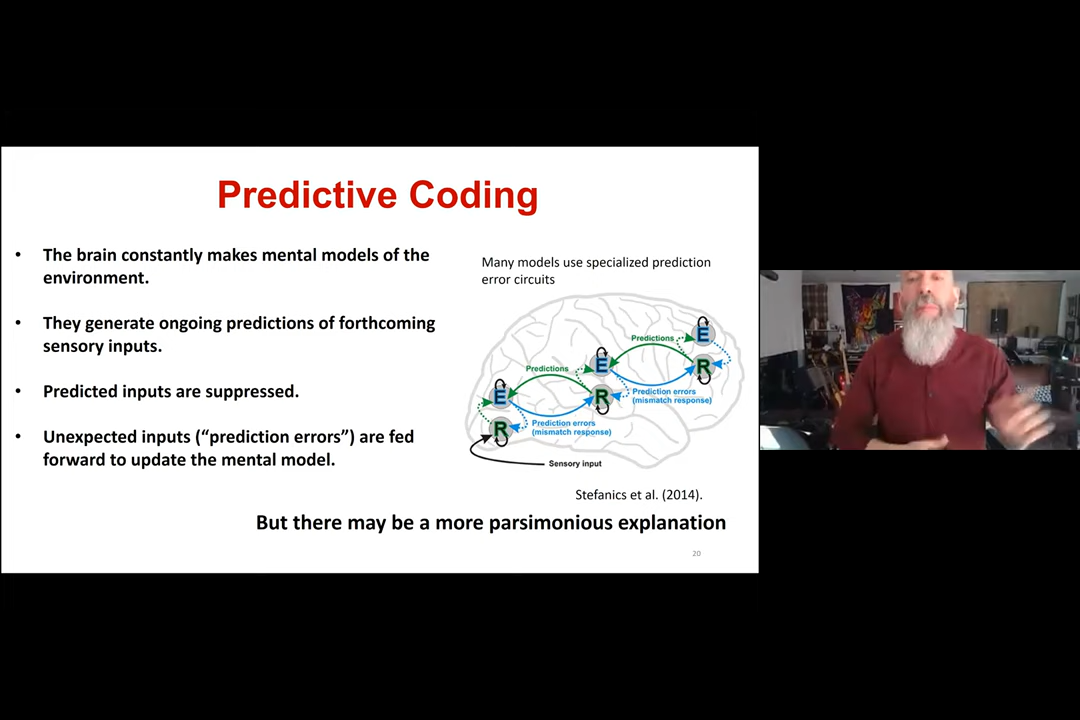 Predictive Coding
• The brain constantly makes mental models of the
environment.
• They generate ongoing predictions of forthcoming
sensory inputs.
• Predicted inputs are suppressed.
• Unexpected inputs (“prediction errors”) are fed
forward to update the mental model.
Many models use specialized prediction
error circuits
Predictions
E
R
Prediction errors
(mismatch response)
Predictions
E
R
Prediction errors
(mismatch response)
E
R
Sensory input
Stefanics et al. (2014).
But there may be a more parsimonious explanation
20